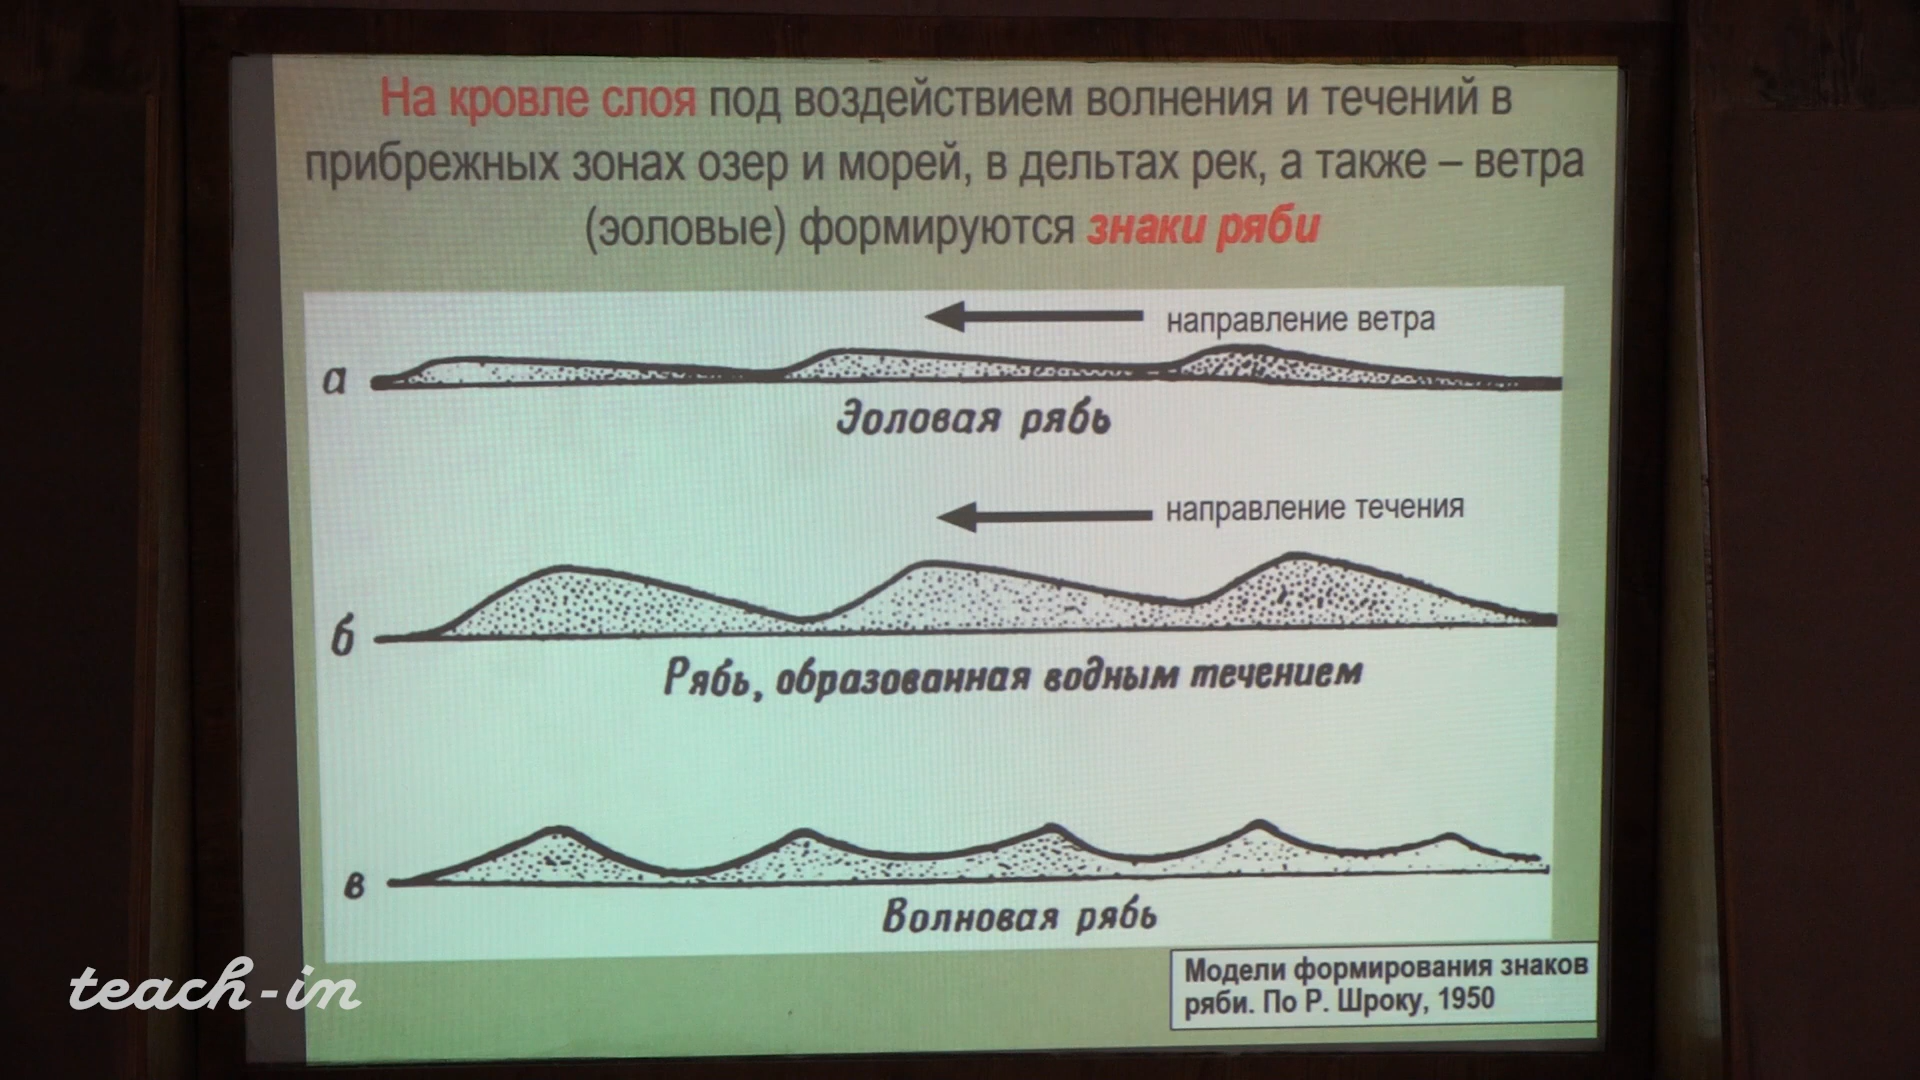 На кровле слоя под воздействием волнения и течений в
прибрежных зонах озер и морей, в дельтах рек, а также – ветра
(эоловые) формируются знаки ряби
направление ветра
а
Эоловая рябь
направление течения
б
Рябь, образованная водным течением
в
Волновая рябь
Модели формирования знаков
ряби. По Р. Шроку, 1950
teach-in